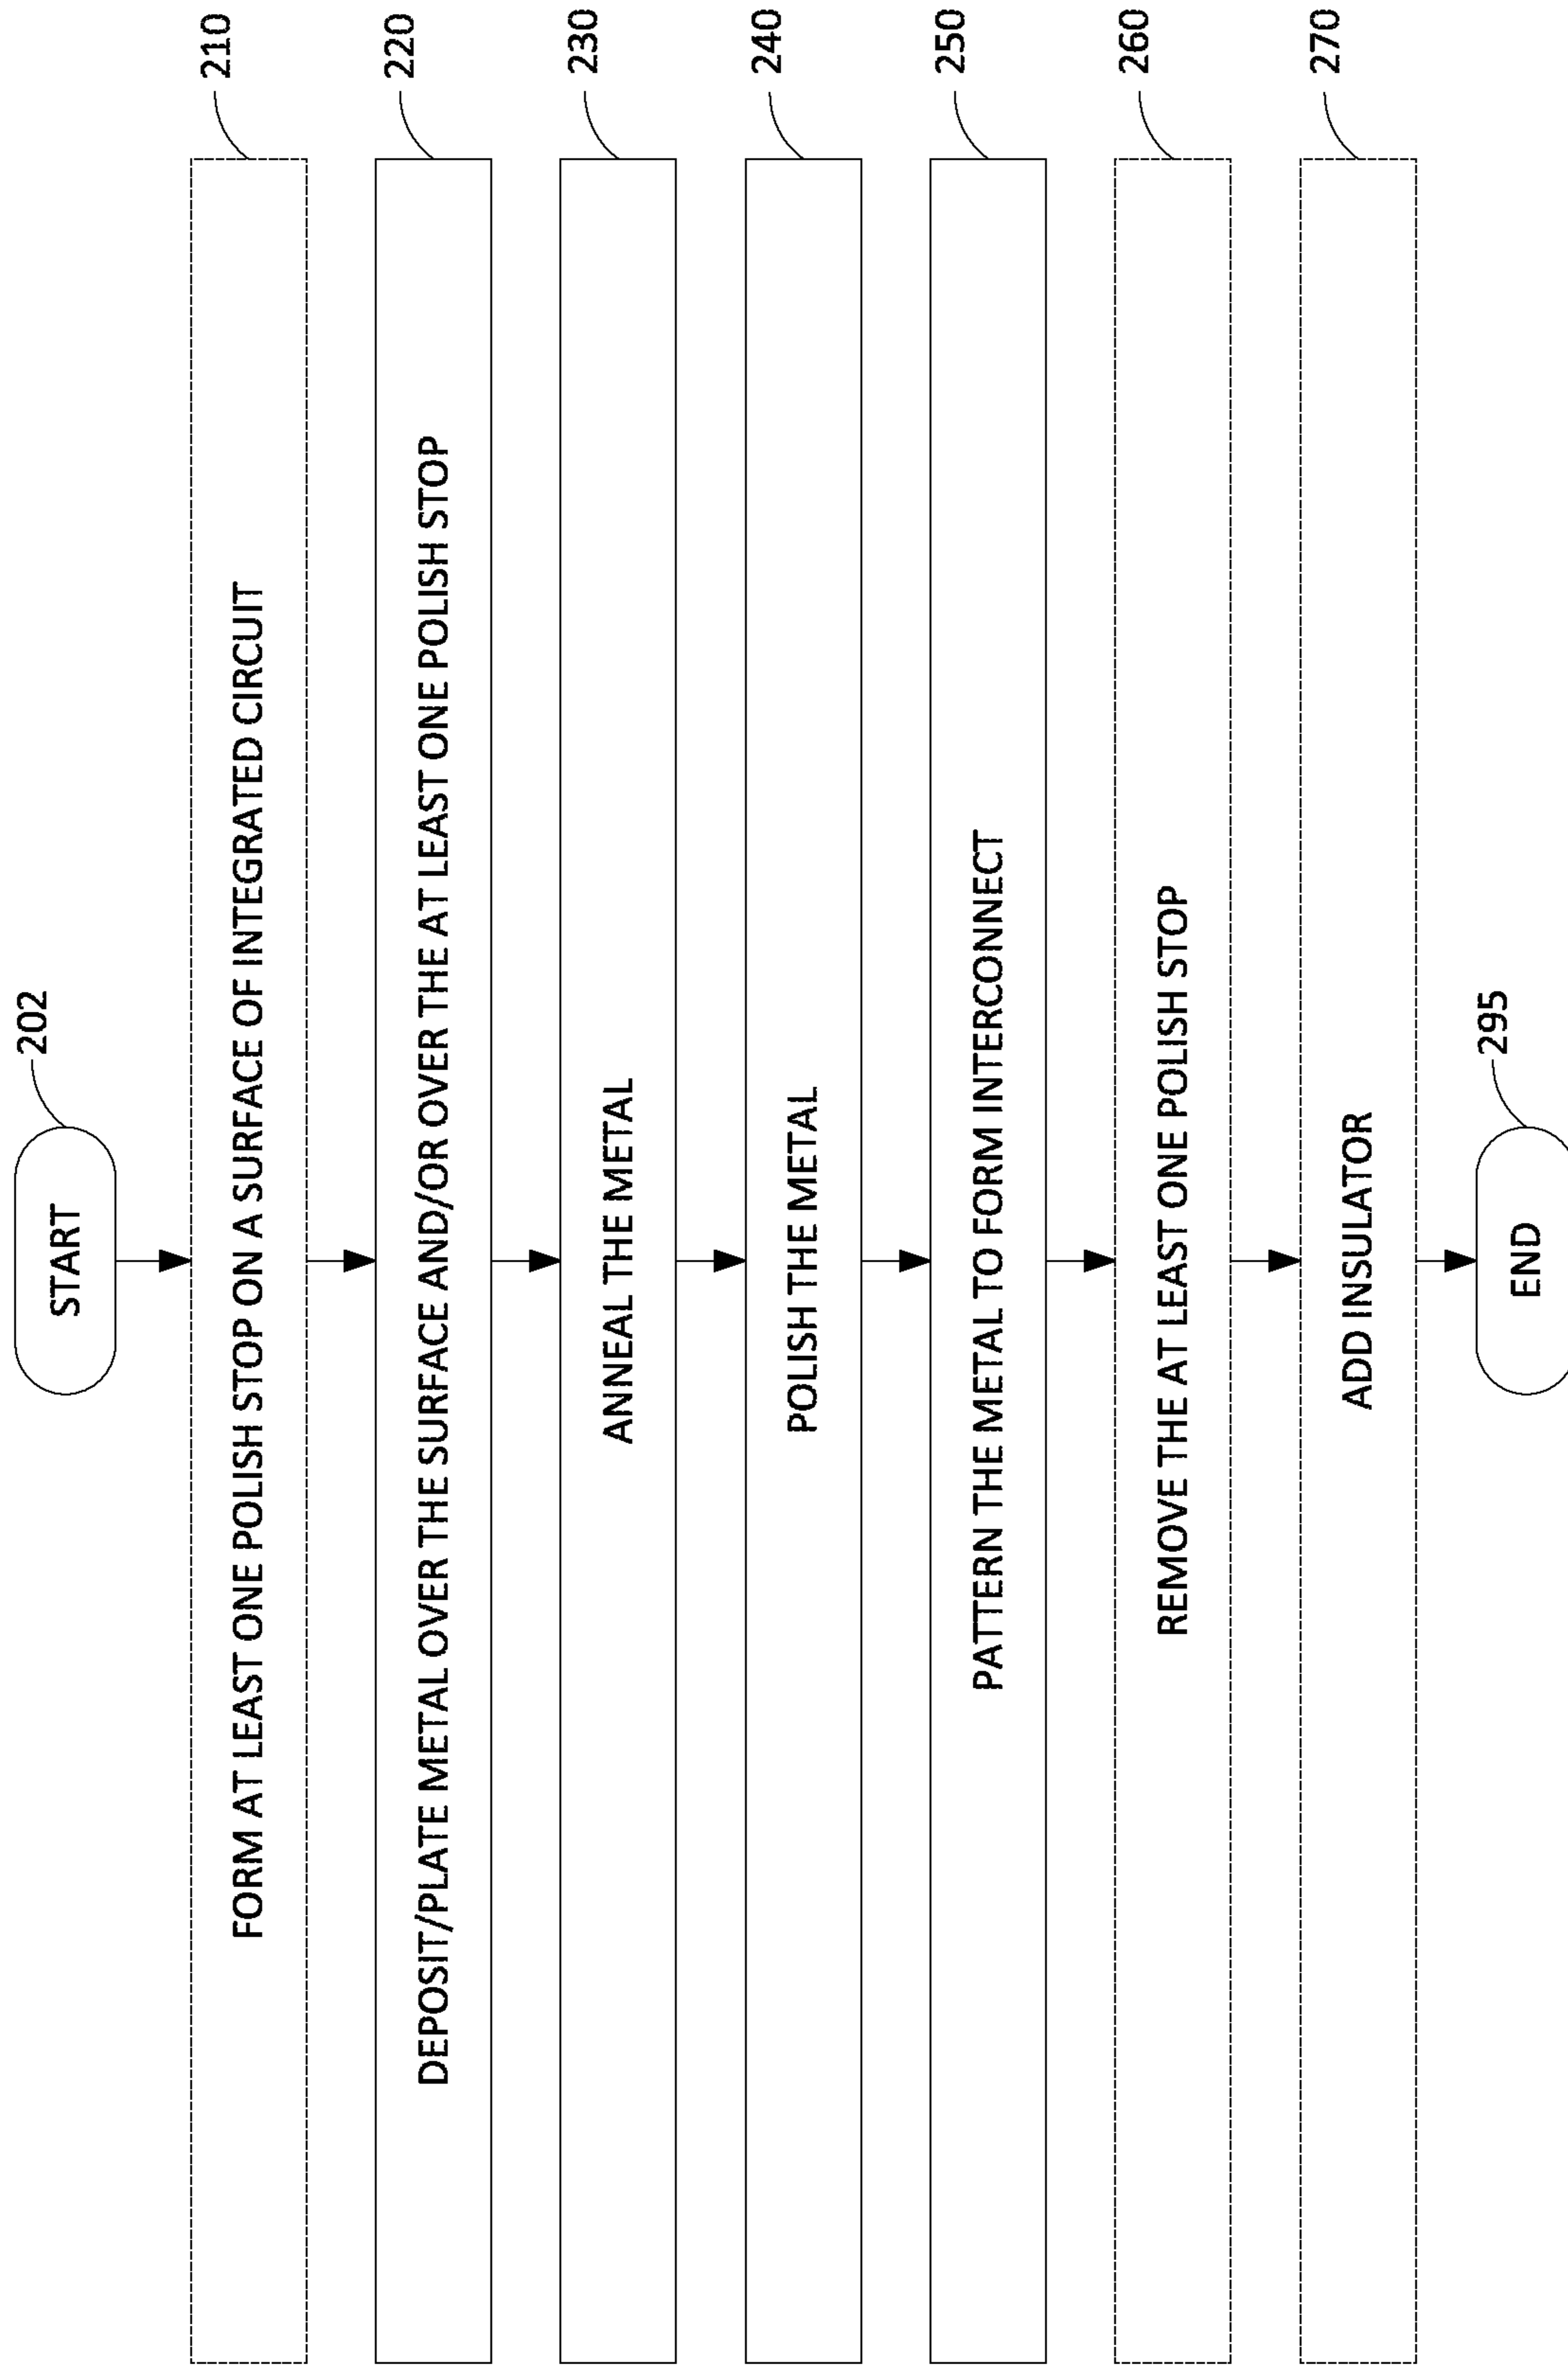 START
202
FORM AT LEAST ONE POLISH STOP ON A SURFACE OF INTEGRATED CIRCUIT
210
DEPOSIT/PLATE METAL OVER THE SURFACE AND/OR OVER THE AT LEAST ONE POLISH STOP
220
ANNEAL THE METAL
230
POLISH THE METAL
240
PATTERN THE METAL TO FORM INTERCONNECT
250
REMOVE THE AT LEAST ONE POLISH STOP
260
ADD INSULATOR
270
END
295